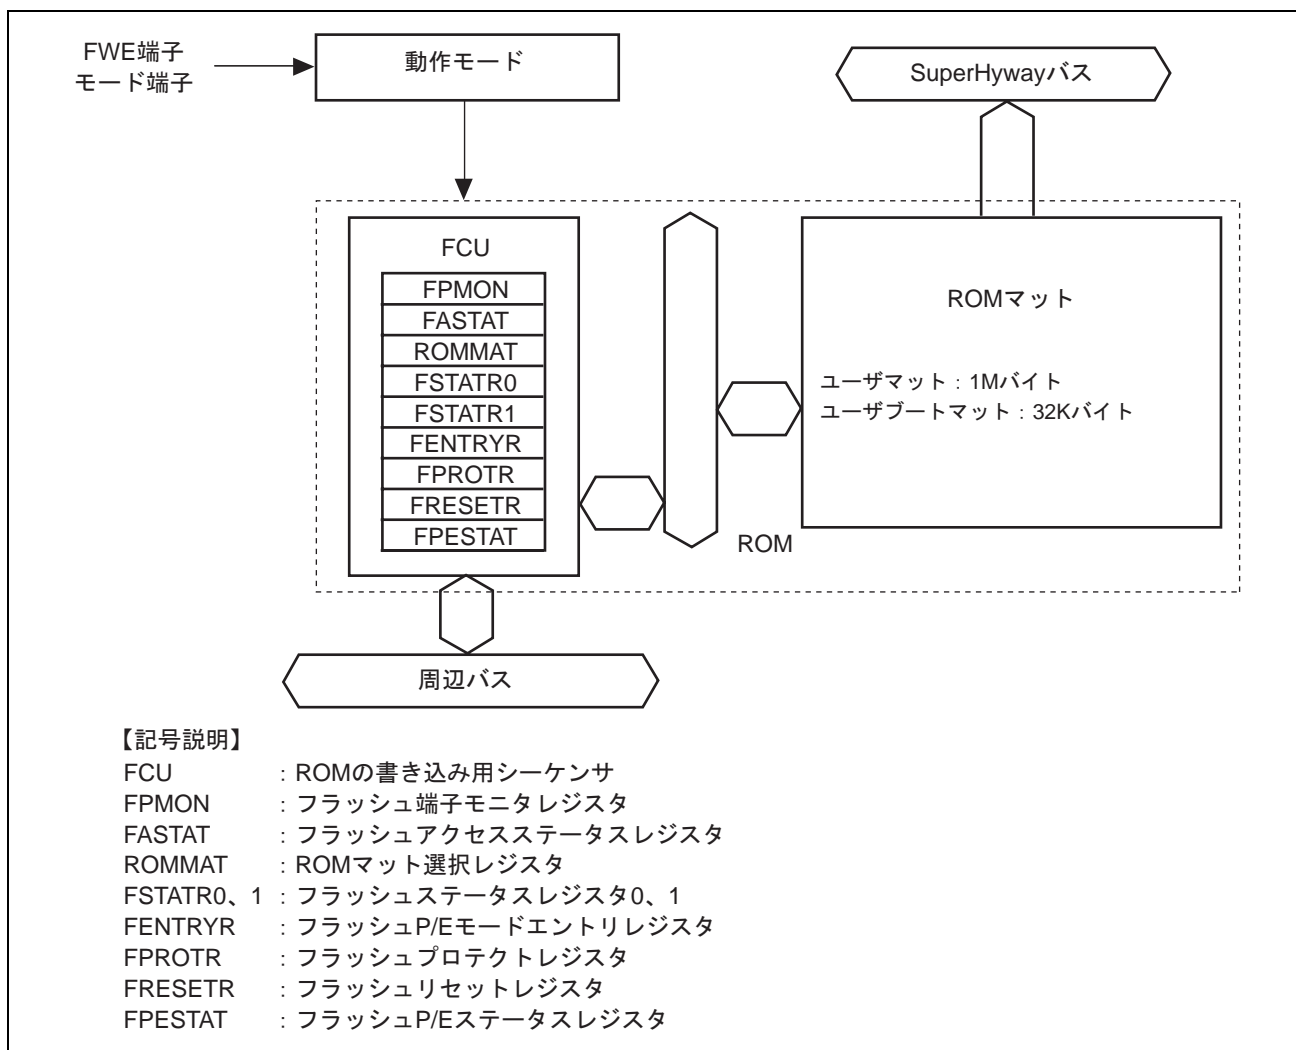 FWE端子
モード端子
動作モード
SuperHywayバス
FCU
FPMON
FASTAT
ROMMAT
FSTATR0
FSTATR1
FENTRYR
FPROTR
FRESETR
FPESTAT
ROMマット
ユーザマット：1Mバイト
ユーザブートマット：32Kバイト
ROM
周辺バス
【記号説明】
FCU ：ROMの書き込み用シーケンサ
FPMON ：フラッシュ端子モニタレジスタ
FASTAT ：フラッシュアクセスステータスレジスタ
ROMMAT ：ROMマット選択レジスタ
FSTATR0、1 ：フラッシュステータスレジスタ0、1
FENTRYR ：フラッシュP/Eモードエントリレジスタ
FPROTR ：フラッシュプロテクトレジスタ
FRESETR ：フラッシュリセットレジスタ
FPESTAT ：フラッシュP/Eステータスレジスタ